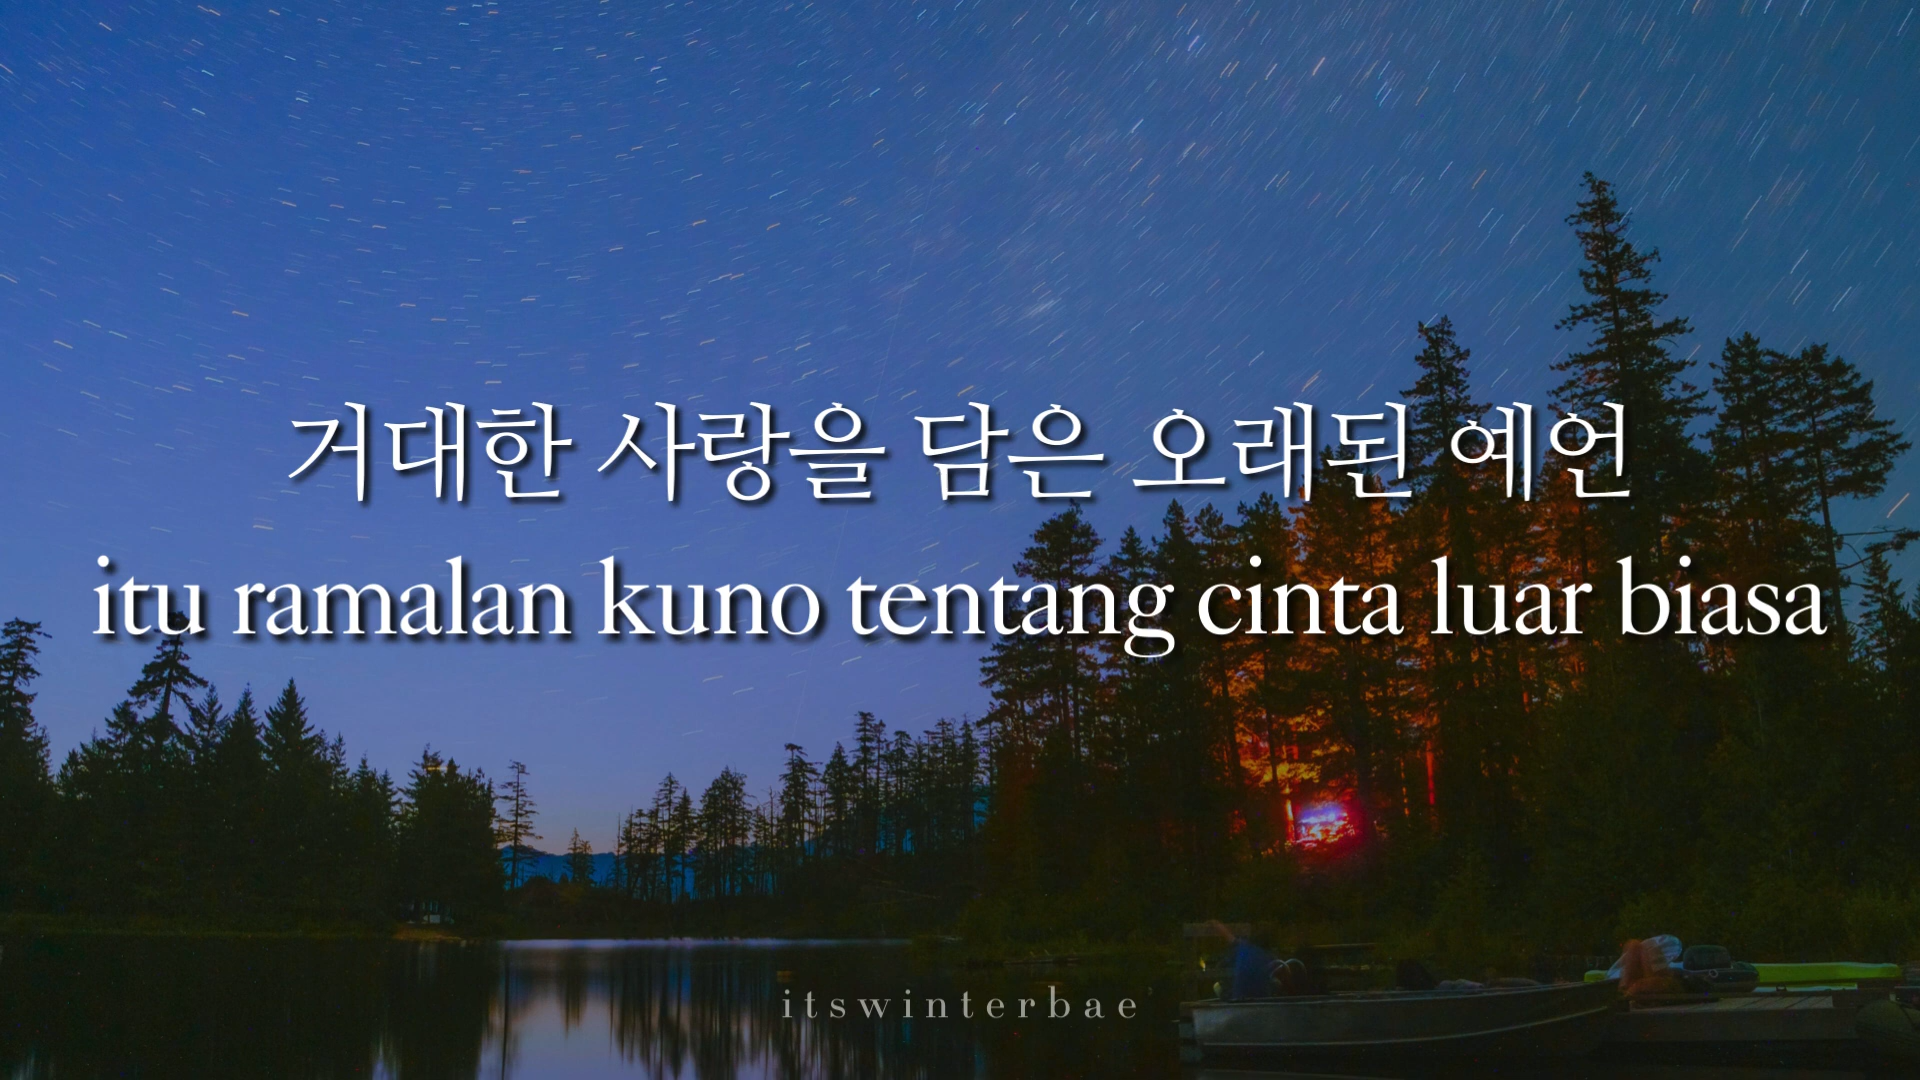 거대한 사랑을 담은 오래된 예언
itu ramalan kuno tentang cinta luar biasa
itswinterbae